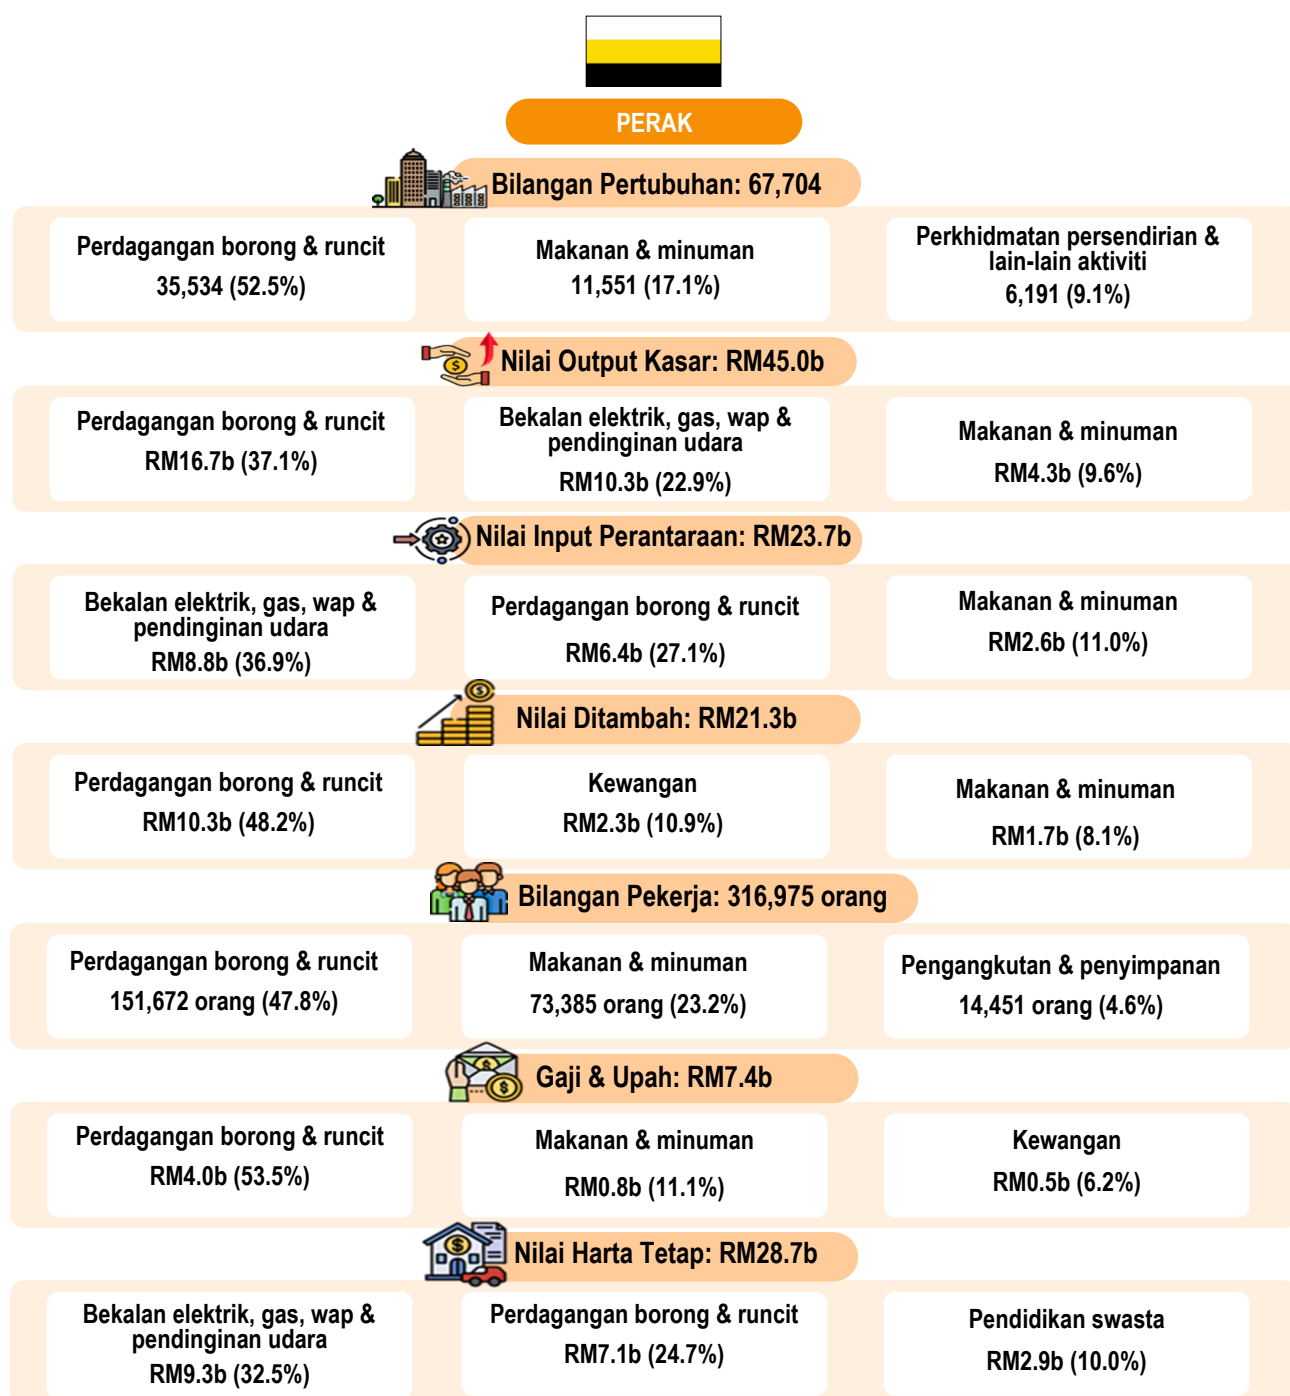 PERAK
Bilangan Pertubuhan: 67,704
Perdagangan borong & runcit
35,534 (52.5%)
Makanan & minuman
11,551 (17.1%)
Perkhidmatan persendirian &
lain-lain aktiviti
6,191 (9.1%)
Nilai Output Kasar: RM45.0b
Perdagangan borong & runcit
RM16.7b (37.1%)
Bekalan elektrik, gas, wap &
pendinginan udara
RM10.3b (22.9%)
Makanan & minuman
RM4.3b (9.6%)
Nilai Input Perantaraan: RM23.7b
Bekalan elektrik, gas, wap &
pendinginan udara
RM8.8b (36.9%)
Perdagangan borong & runcit
RM6.4b (27.1%)
Makanan & minuman
RM2.6b (11.0%)
Nilai Ditambah: RM21.3b
Perdagangan borong & runcit
RM10.3b (48.2%)
Kewangan
RM2.3b (10.9%)
Makanan & minuman
RM1.7b (8.1%)
Bilangan Pekerja: 316,975 orang
Perdagangan borong & runcit
151,672 orang (47.8%)
Makanan & minuman
73,385 orang (23.2%)
Pengangkutan & penyimpanan
14,451 orang (4.6%)
Gaji & Upah: RM7.4b
Perdagangan borong & runcit
RM4.0b (53.5%)
Makanan & minuman
RM0.8b (11.1%)
Kewangan
RM0.5b (6.2%)
Nilai Harta Tetap: RM28.7b
Bekalan elektrik, gas, wap &
pendinginan udara
RM9.3b (32.5%)
Perdagangan borong & runcit
RM7.1b (24.7%)
Pendidikan swasta
RM2.9b (10.0%)